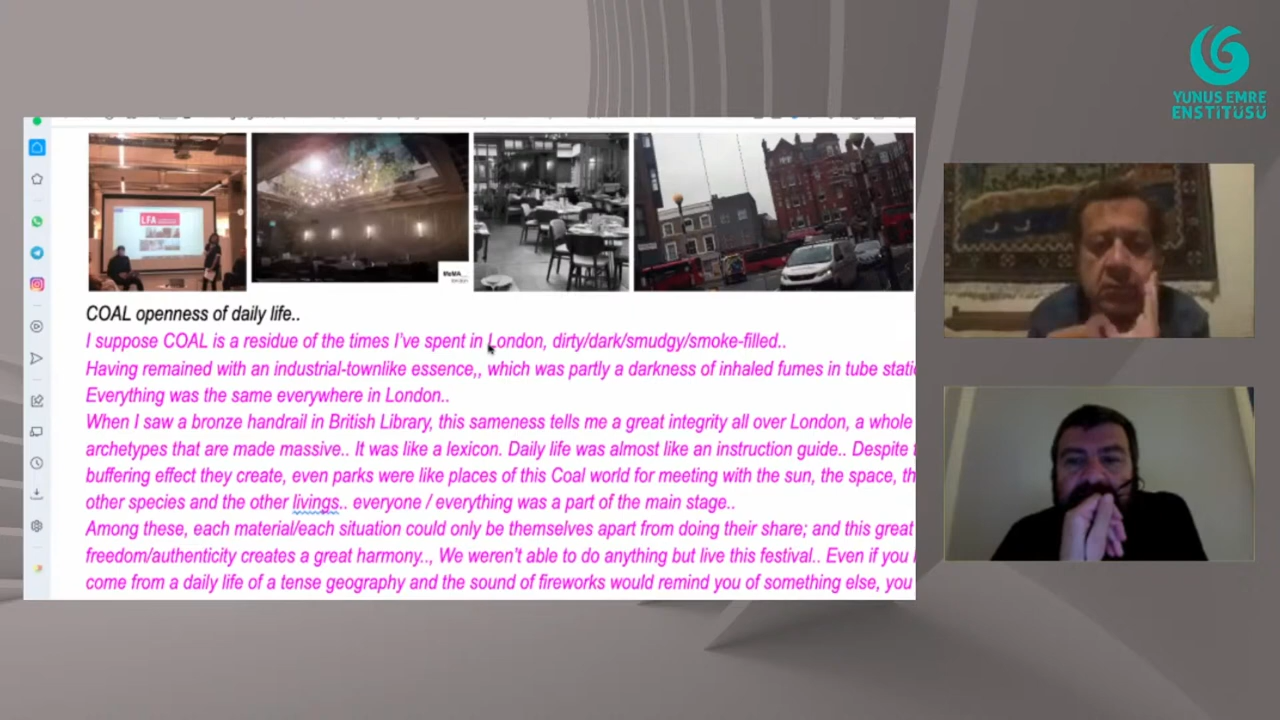 YUNUS EMRE
ENSTİTÜSÜ
LFA
COAL openness of daily life..
I suppose COAL is a residue of the times I've spent in London, dirty/dark/smudgy/smoke-filled..
Having remained with an industrial-townlike essence,, which was partly a darkness of inhaled fumes in tube
Everything was the same everywhere in London..
When I saw a bronze handrail in British Library, this sameness tells me a great integrity all over London, a whole
archetypes that are made massive.. It was like a lexicon. Daily life was almost like an instruction guide.. Despite
buffering effect they create, even parks were like places of this Coal world for meeting with the sun, the space,
other species and the other livings.. everyone / everything was a part of the main stage..
Among these, each material/each situation could only be themselves apart from doing their share; and this great
freedom/authenticity creates a great harmony.., We weren't able to do anything but live this festival.. Even if you
come from a daily life of a tense geography and the sound of fireworks would remind you of something else, you